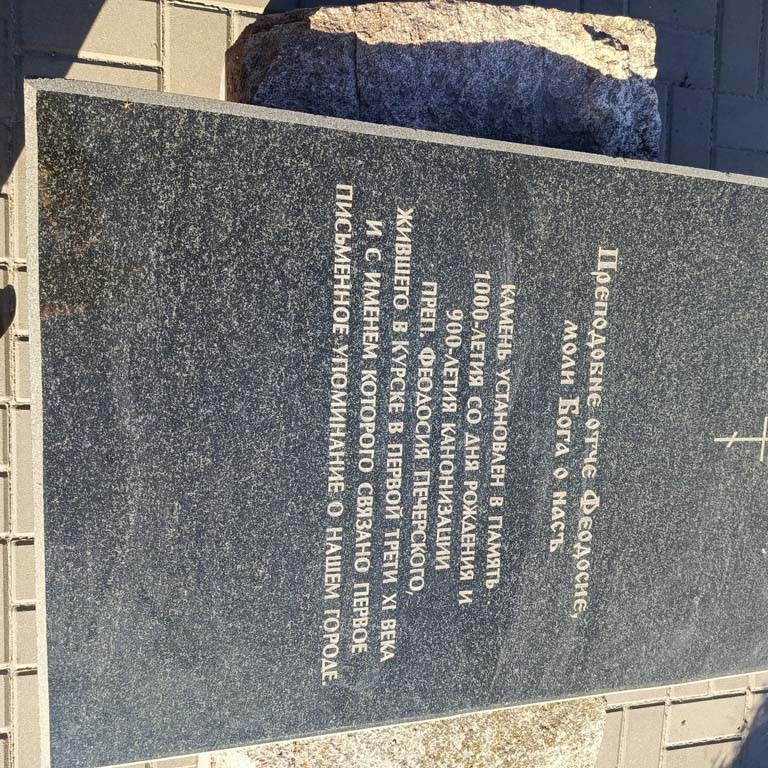 Преподобне отче Феодосие,
моли Бога о насъ
КАМЕНЬ УСТАНОВЛЕН В ПАМЯТЬ
1000-ЛЕТИЯ СО ДНЯ РОЖДЕНИЯ И
900-ЛЕТИЯ КАНОНИЗАЦИИ
ПРЕП. ФЕОДОСИЯ ПЕЧЕРСКОГО,
ЖИВШЕГО В КУРСКЕ В ПЕРВОЙ ТРЕТИ XI ВЕКА
И С ИМЕНЕМ КОТОРОГО СВЯЗАНО ПЕРВОЕ
ПИСЬМЕННОЕ УПОМИНАНИЕ О НАШЕМ ГОРОДЕ.